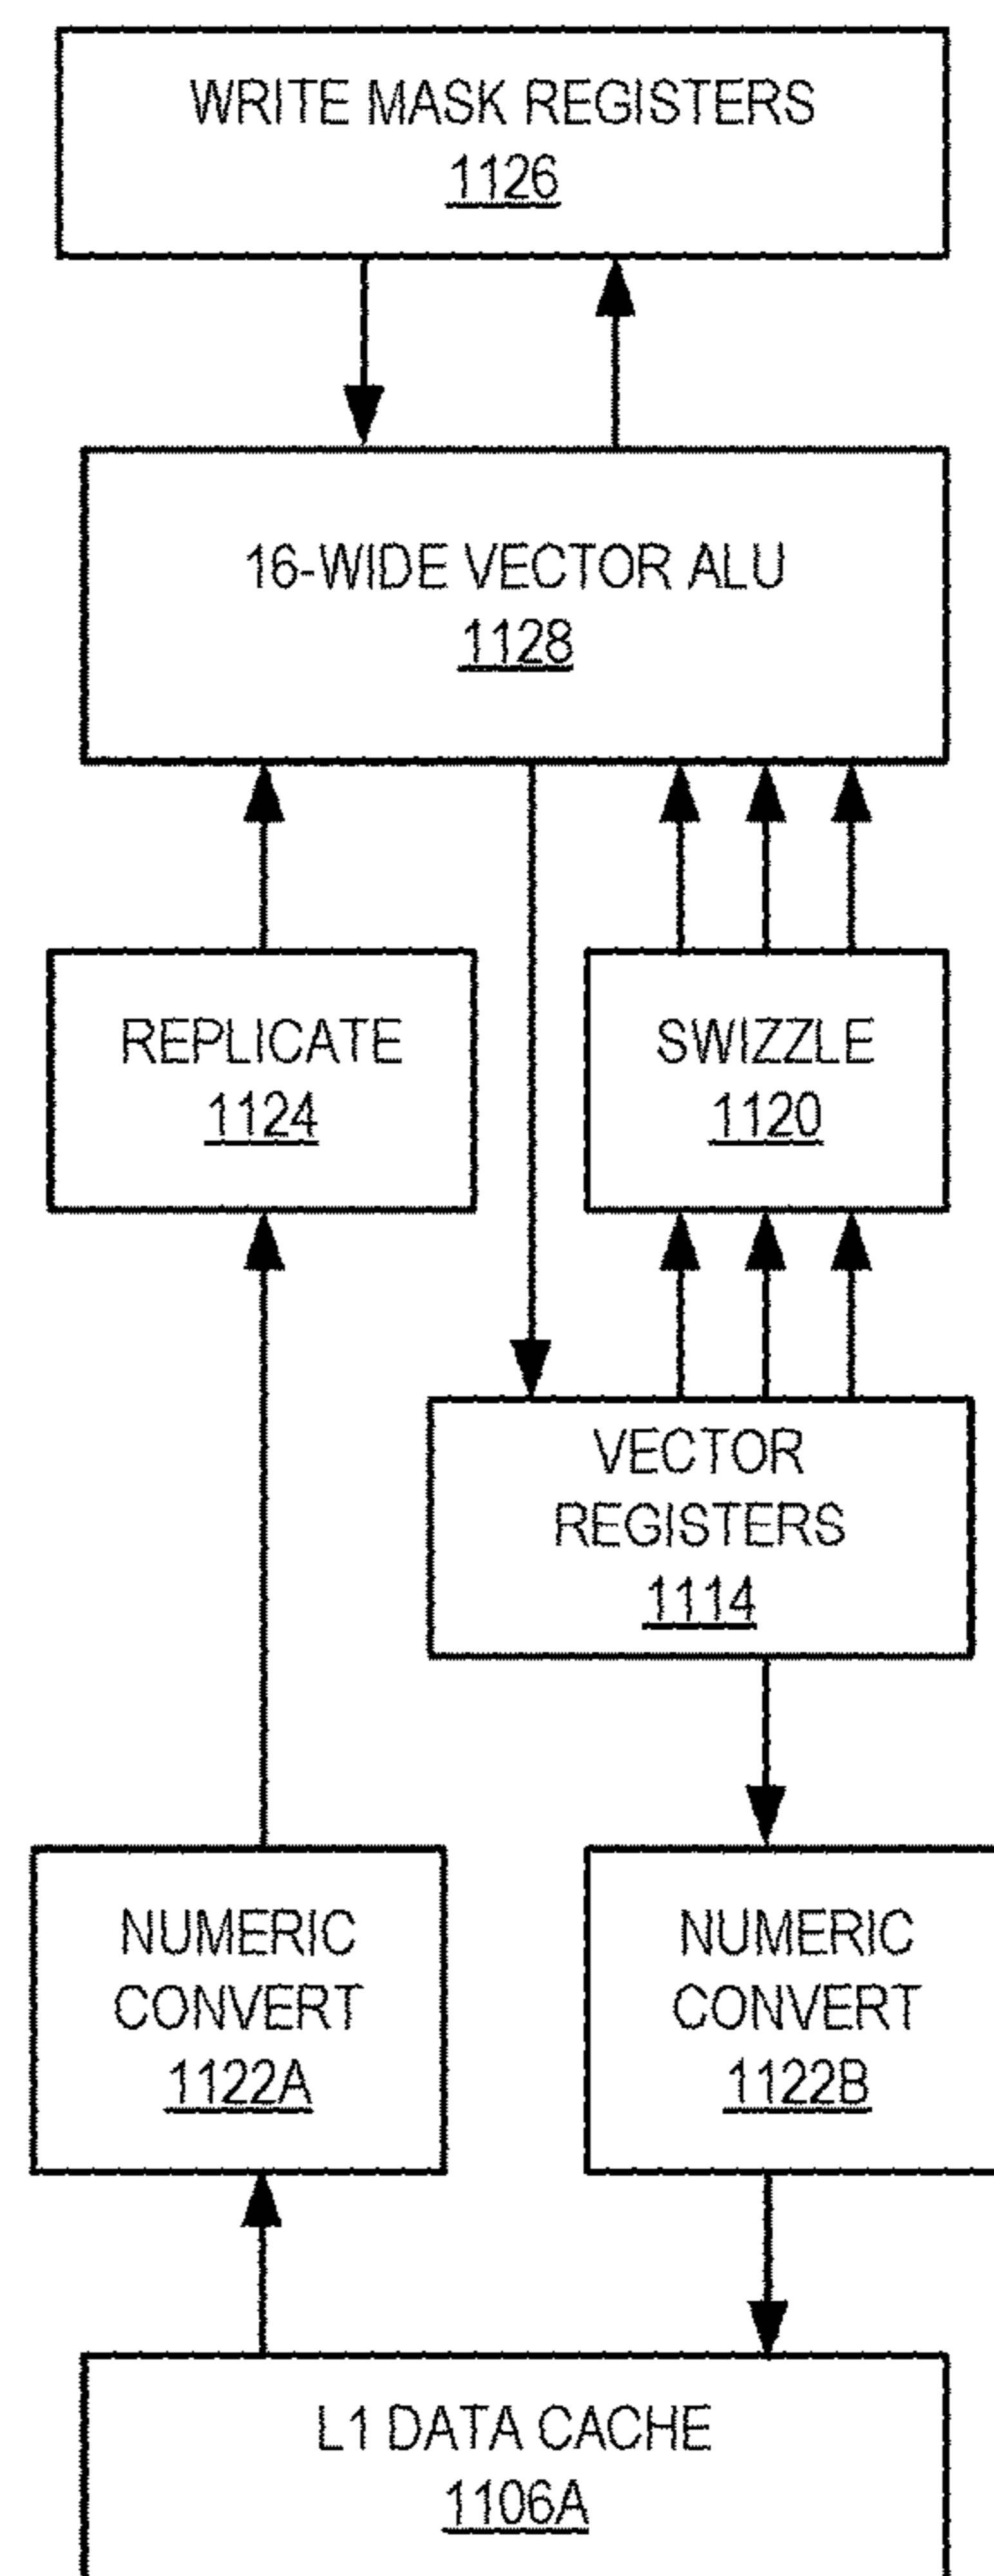 WRITE MASK REGISTERS
1126
16-WIDE VECTOR ALU
1128
REPLICATE
1124
SWIZZLE
1120
VECTOR
REGISTERS
1114
NUMERIC
CONVERT
1122A
NUMERIC
CONVERT
1122B
L1 DATA CACHE
1106A